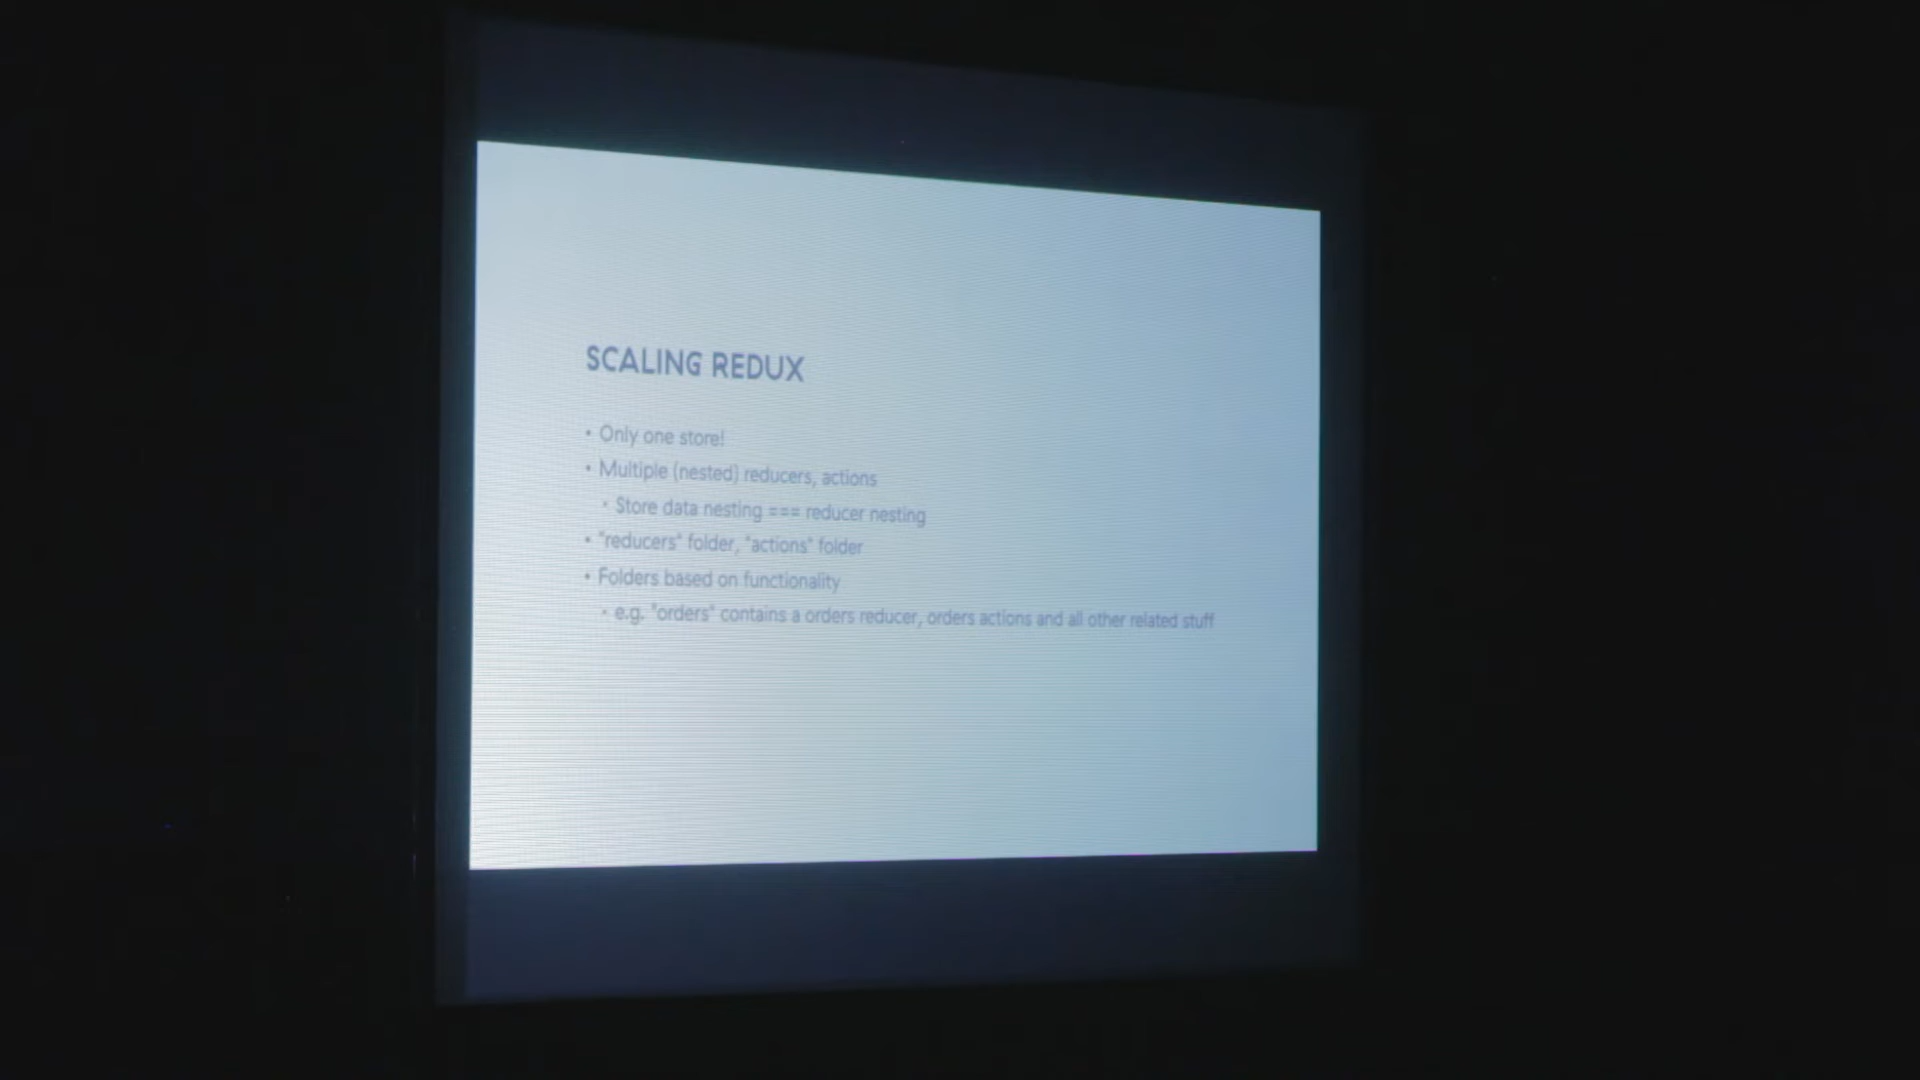 SCALING REDUX
• Only one store!
• Multiple (nested) reducers, actions
• Store data nesting === reducer nesting
• "reducers" folder, "actions" folder
• Folders based on functionality
• e.g. "orders" contains a orders reducer, orders actions and all other related stuff